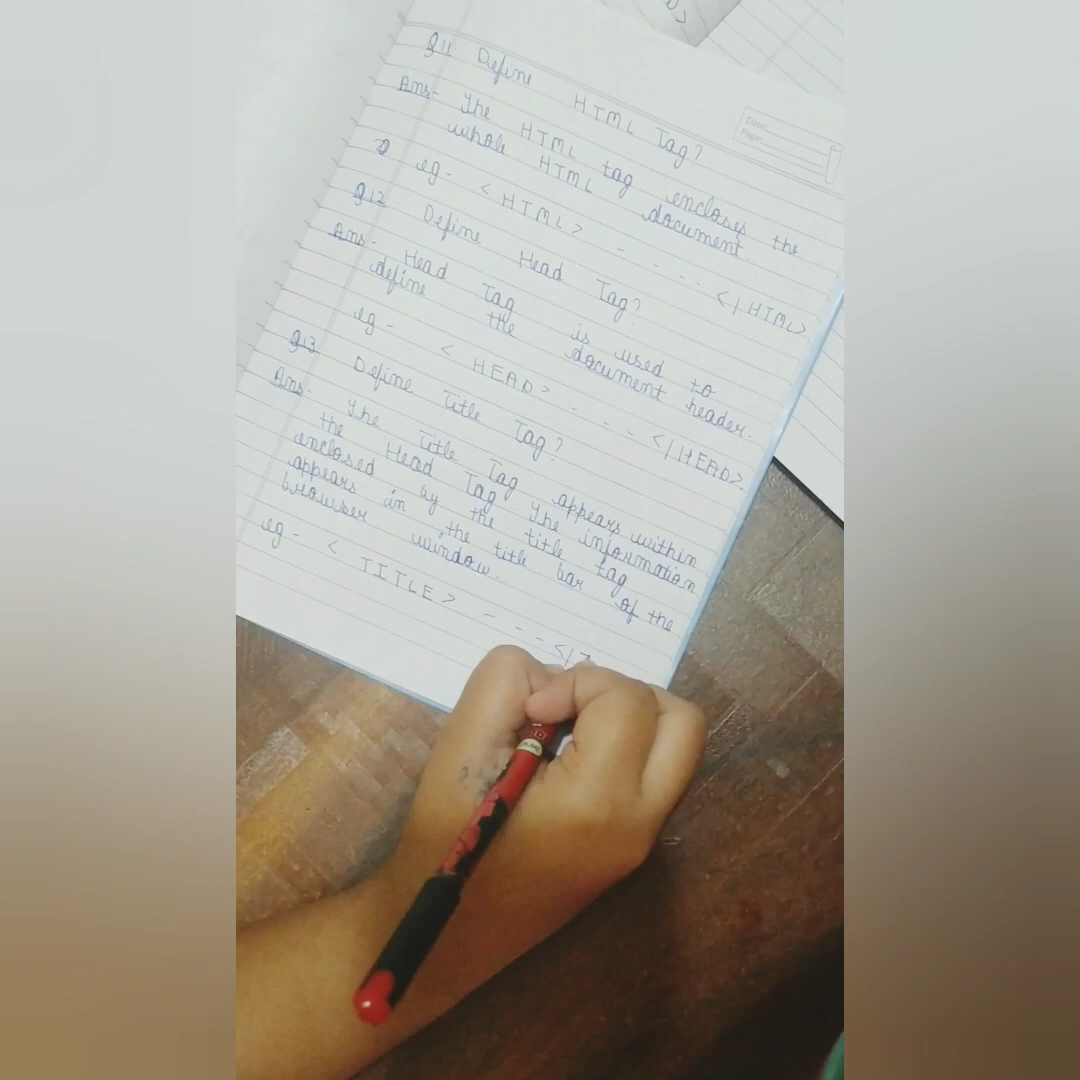 Q11. Define HTML Tag?
Ans- The HTML tag encloses the
whole HTML document.
eg- <HTML> - - - - </HTML>
Q12. Define Head Tag?
Ans- Head Tag is used to
define the document header.
eg- <HEAD> - - - </HEAD>
Q13 Define Title Tag?
Ans- The Title Tag appears within
the Head Tag The information
enclosed by the title tag
appears in the title bar of the
browser window.
eg- <TITLE> - - - </T
Date:
Page: